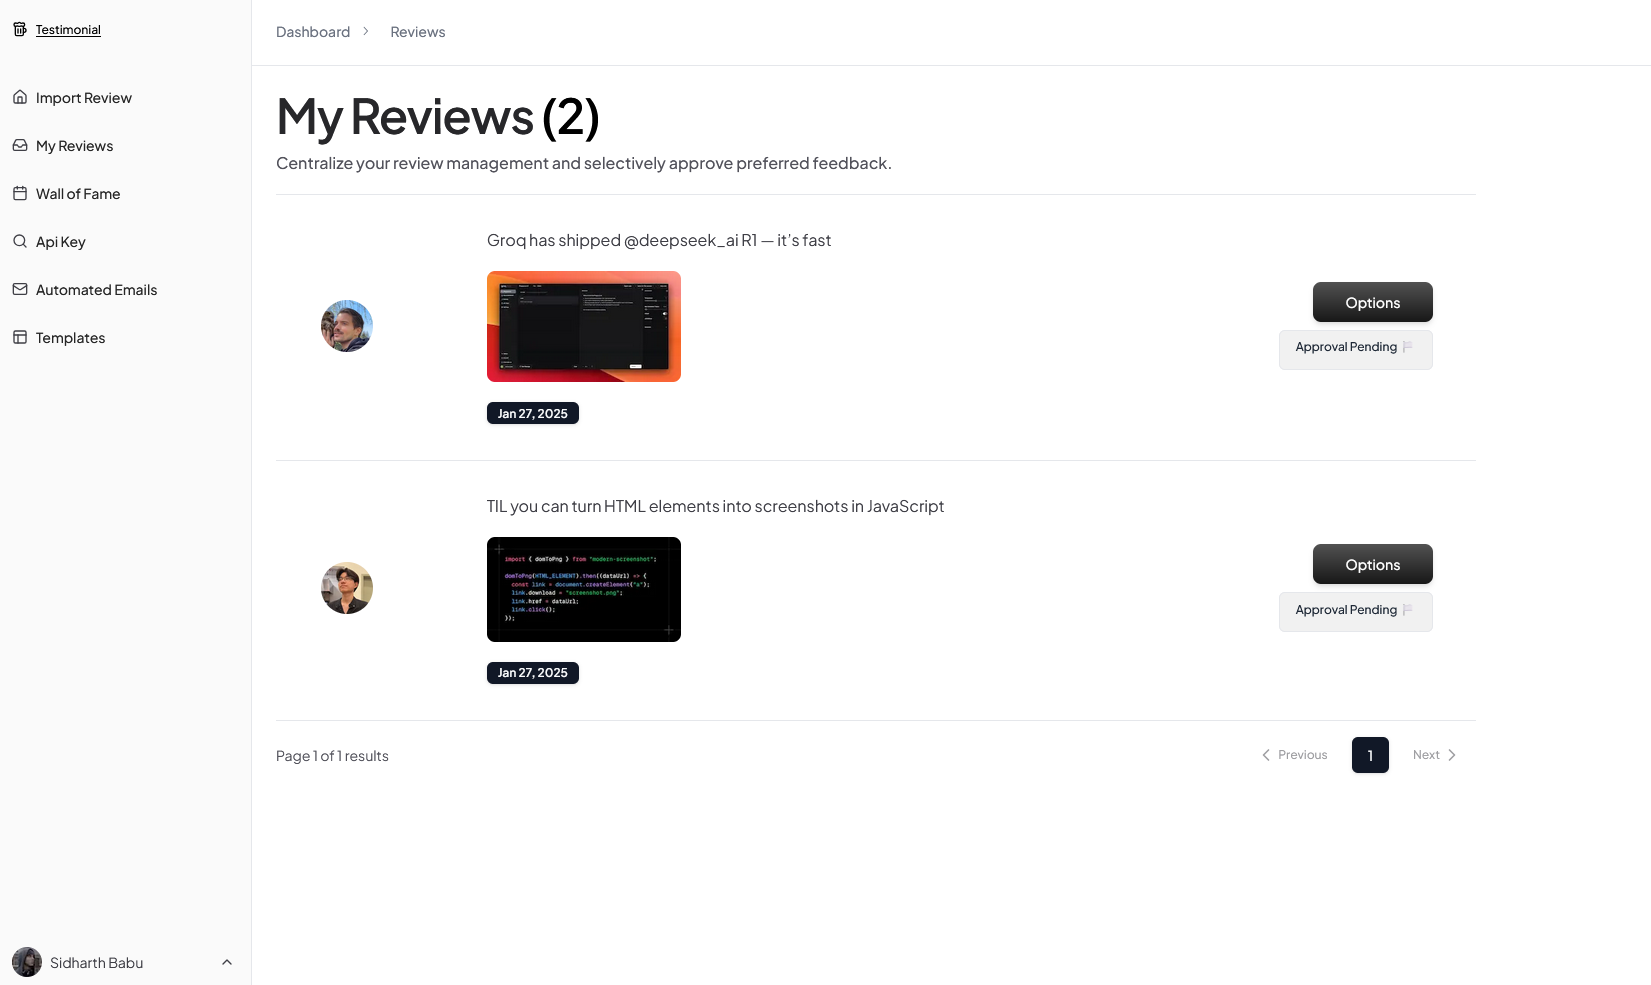 Testimonial
Import Review
My Reviews
Wall of Fame
Api Key
Automated Emails
Templates
Sidharth Babu
Dashboard
Reviews
My Reviews (2)
Centralize your review management and selectively approve preferred feedback.
Groq has shipped @deepseek_ai R1 — it’s fast
Options
Approval Pending
Jan 27, 2025
TIL you can turn HTML elements into screenshots in JavaScript
import { domToPng } from "modern-screenshot";
domToPng(HTML_ELEMENT).then((dataUrl) => {
const link = document.createElement("a");
link.download = "screenshot.png";
link.href = dataUrl;
link.click();
});
Options
Approval Pending
Jan 27, 2025
Page 1 of 1 results
Previous
1
Next